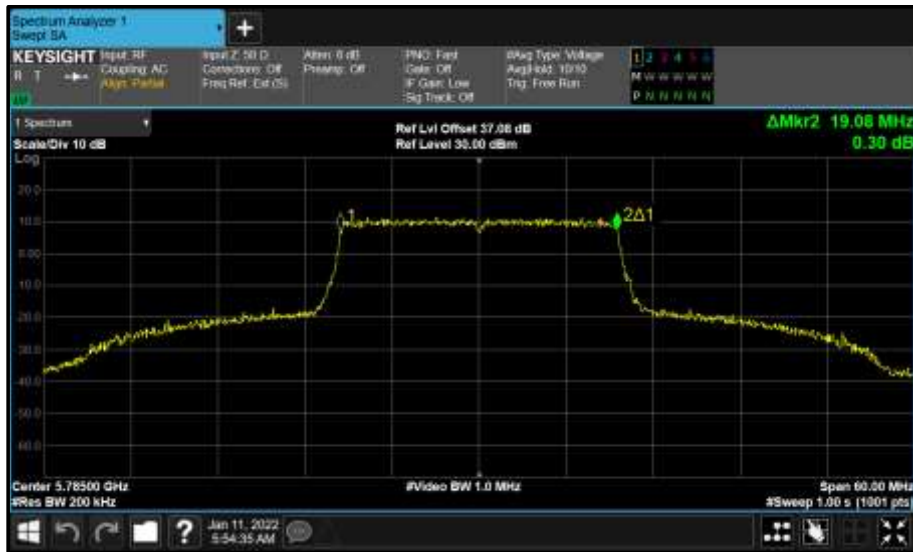 Spectrum Analyzer 1
Swept SA
+
KEYSIGHT
R T
Input: RF
Coupling: AC
Align: Partial
Input Z: 50 Ω
Corrections: Off
Freq Ref: Ext (S)
Atten: 6 dB
Preamp: Off
PNO: Fast
Gate: Off
IF Gain: Low
Sig Track: Off
#Avg Type: Voltage
Avg|Hold: 10/10
Trig: Free Run
1 2 3 4 5 6
M W W W W W
P N N N N N
1 Spectrum
Scale/Div 10 dB
Ref Lvl Offset 37.08 dB
Ref Level 30.00 dBm
ΔMkr2 19.08 MHz
0.30 dB
Log
20.0
10.0
0.00
-10.0
-20.0
-30.0
-40.0
-50.0
-60.0
1
2Δ1
Center 5.78500 GHz
#Video BW 1.0 MHz
Span 60.00 MHz
#Res BW 200 kHz
#Sweep 1.00 s (1001 pts)
?
Jan 11, 2022
5:54:35 AM